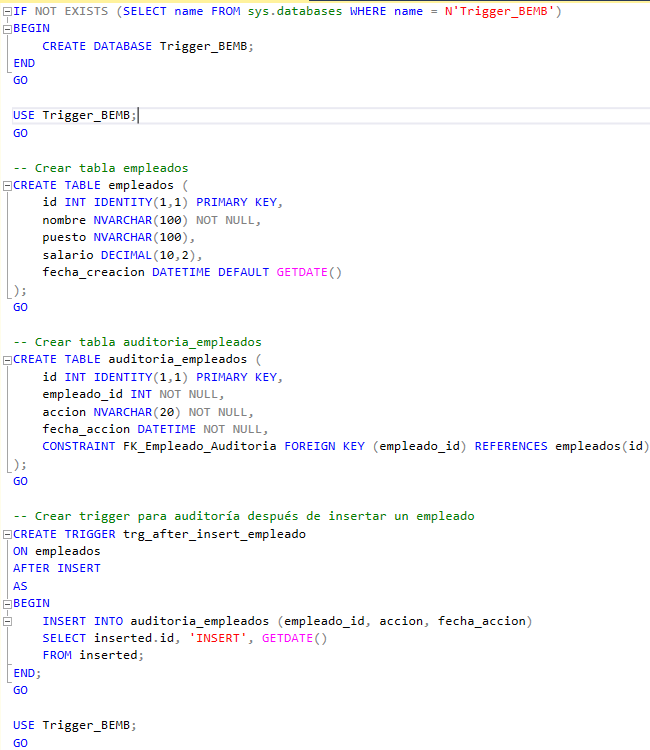 IF NOT EXISTS (SELECT name FROM sys.databases WHERE name = N'Trigger_BEMB')
BEGIN
    CREATE DATABASE Trigger_BEMB;
END
GO

USE Trigger_BEMB;
GO

-- Crear tabla empleados
CREATE TABLE empleados (
    id INT IDENTITY(1,1) PRIMARY KEY,
    nombre NVARCHAR(100) NOT NULL,
    puesto NVARCHAR(100),
    salario DECIMAL(10,2),
    fecha_creacion DATETIME DEFAULT GETDATE()
);
GO

-- Crear tabla auditoria_empleados
CREATE TABLE auditoria_empleados (
    id INT IDENTITY(1,1) PRIMARY KEY,
    empleado_id INT NOT NULL,
    accion NVARCHAR(20) NOT NULL,
    fecha_accion DATETIME NOT NULL,
    CONSTRAINT FK_Empleado_Auditoria FOREIGN KEY (empleado_id) REFERENCES empleados(id)
);
GO

-- Crear trigger para auditoría después de insertar un empleado
CREATE TRIGGER trg_after_insert_empleado
ON empleados
AFTER INSERT
AS
BEGIN
    INSERT INTO auditoria_empleados (empleado_id, accion, fecha_accion)
    SELECT inserted.id, 'INSERT', GETDATE()
    FROM inserted;
END;
GO

USE Trigger_BEMB;
GO